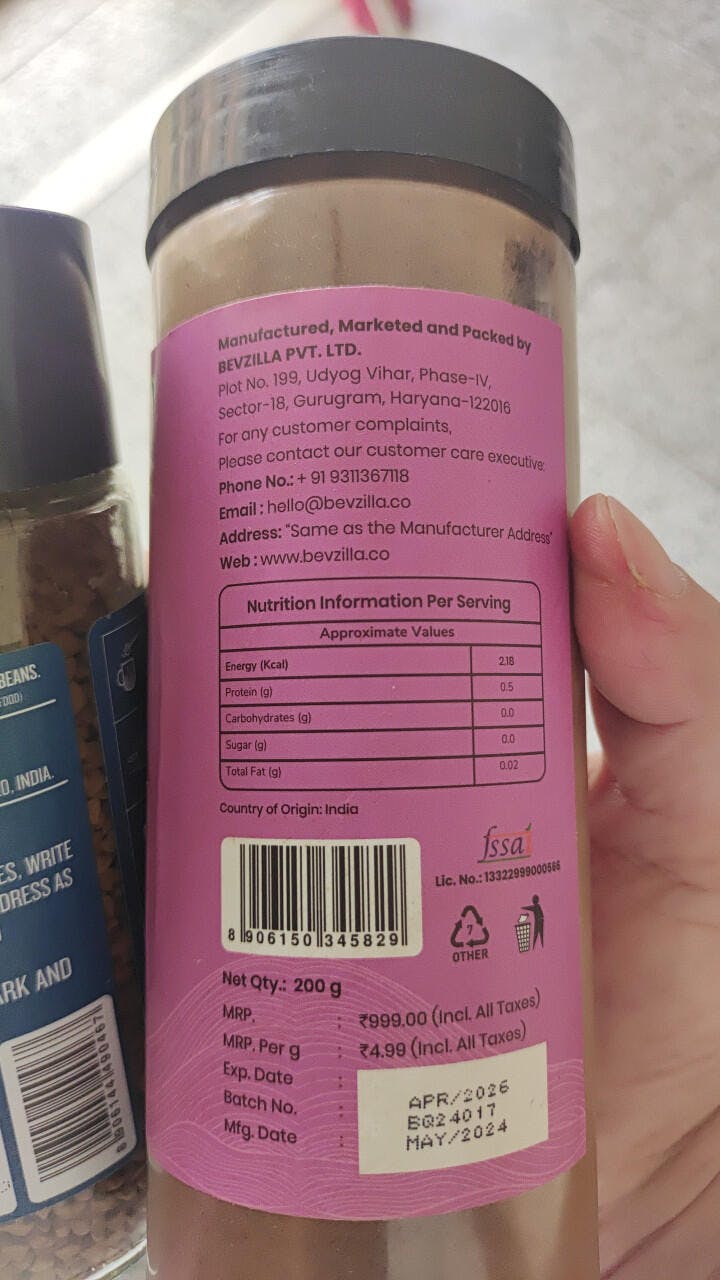 Manufactured, Marketed and Packed by
BEVZILLA PVT. LTD.
Plot No. 199, Udyog Vihar, Phase-IV,
Sector-18, Gurugram, Haryana-122016
For any customer complaints,
Please contact our customer care executive:
Phone No.: + 91 9311367118
Email : hello@bevzilla.co
Address: "Same as the Manufacturer Address"
Web : www.bevzilla.co
Nutrition Information Per Serving
Approximate Values
Energy (Kcal) 2.18
Protein (g) 0.5
Carbohydrates (g) 0.0
Sugar (g) 0.0
Total Fat (g) 0.02
Country of Origin: India
8 906150 345829
fssai
Lic. No.: 13322999000566
7
OTHER
Net Qty.: 200 g
MRP. : ₹999.00 (Incl. All Taxes)
MRP. Per g : ₹4.99 (Incl. All Taxes)
Exp. Date : APR/2026
Batch No. : BQ24017
Mfg. Date : MAY/2024
BEANS.
FOOD)
D, INDIA.
ES, WRITE
DRESS AS
ARK AND
8 906144 490467